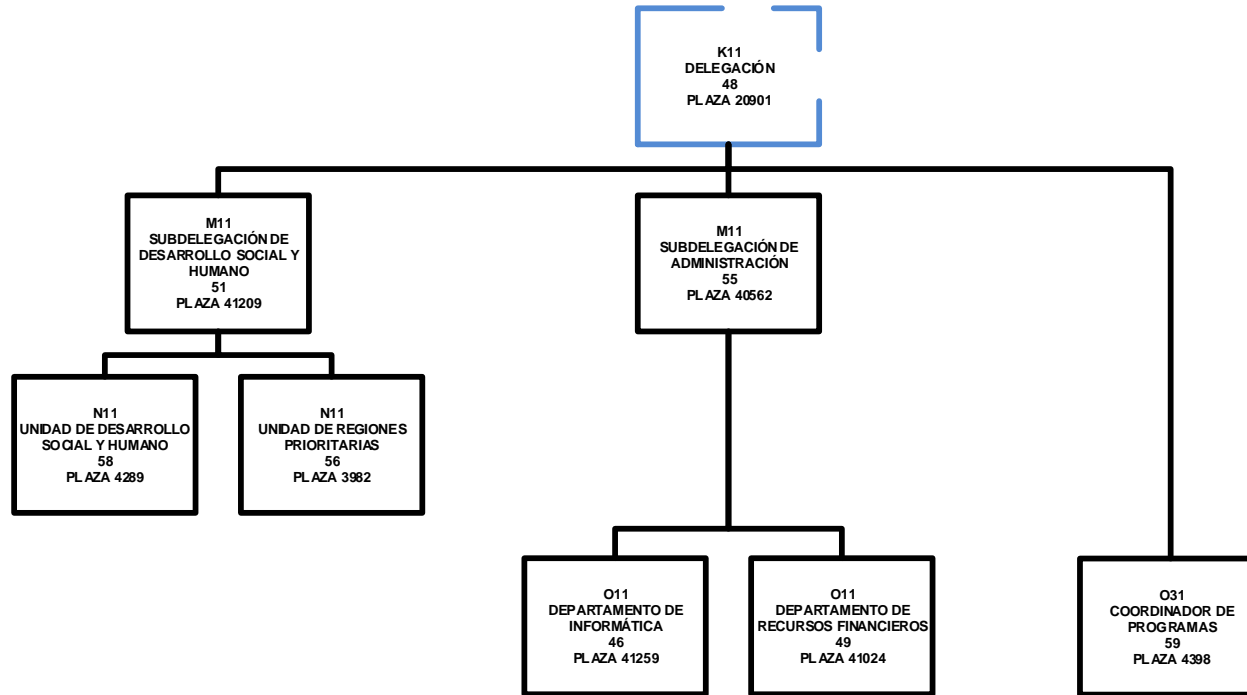 K11
DELEGACIÓN
48
PLAZA 20901
M11
SUBDELEGACIÓN DE
DESARROLLO SOCIAL Y
HUMANO
51
PLAZA 41209
M11
SUBDELEGACIÓN DE
ADMINISTRACIÓN
55
PLAZA 40562
N11
UNIDAD DE DESARROLLO
SOCIAL Y HUMANO
58
PLAZA 4289
N11
UNIDAD DE REGIONES
PRIORITARIAS
56
PLAZA 3982
O11
DEPARTAMENTO DE
INFORMÁTICA
46
PLAZA 41259
O11
DEPARTAMENTO DE
RECURSOS FINANCIEROS
49
PLAZA 41024
O31
COORDINADOR DE
PROGRAMAS
59
PLAZA 4398